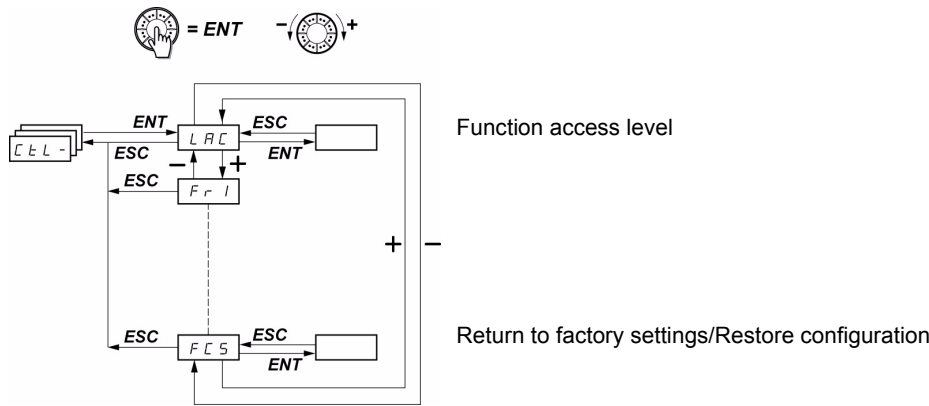 = ENT - +
ENT LAC ESC Function access level
CtL- ESC ENT
- +
ESC Fr1
+ -
ESC FCS ESC Return to factory settings/Restore configuration
ENT